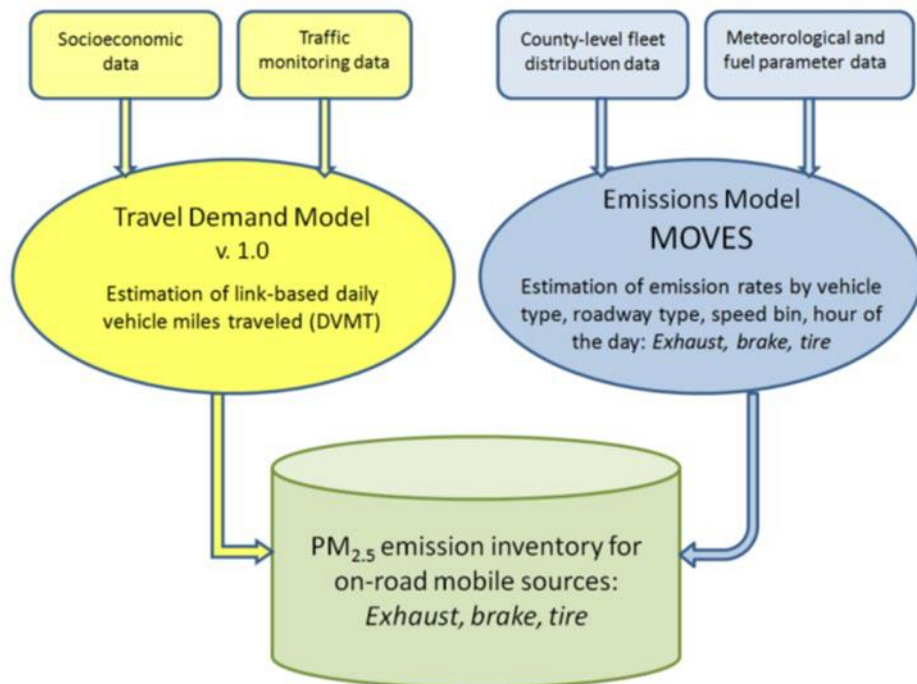 Socioeconomic
data
Traffic
monitoring data
County-level fleet
distribution data
Meteorological and
fuel parameter data
Travel Demand Model
v. 1.0
Estimation of link-based daily
vehicle miles traveled (DVMT)
Emissions Model
MOVES
Estimation of emission rates by vehicle
type, roadway type, speed bin, hour of
the day: Exhaust, brake, tire
PM2.5 emission inventory for
on-road mobile sources:
Exhaust, brake, tire